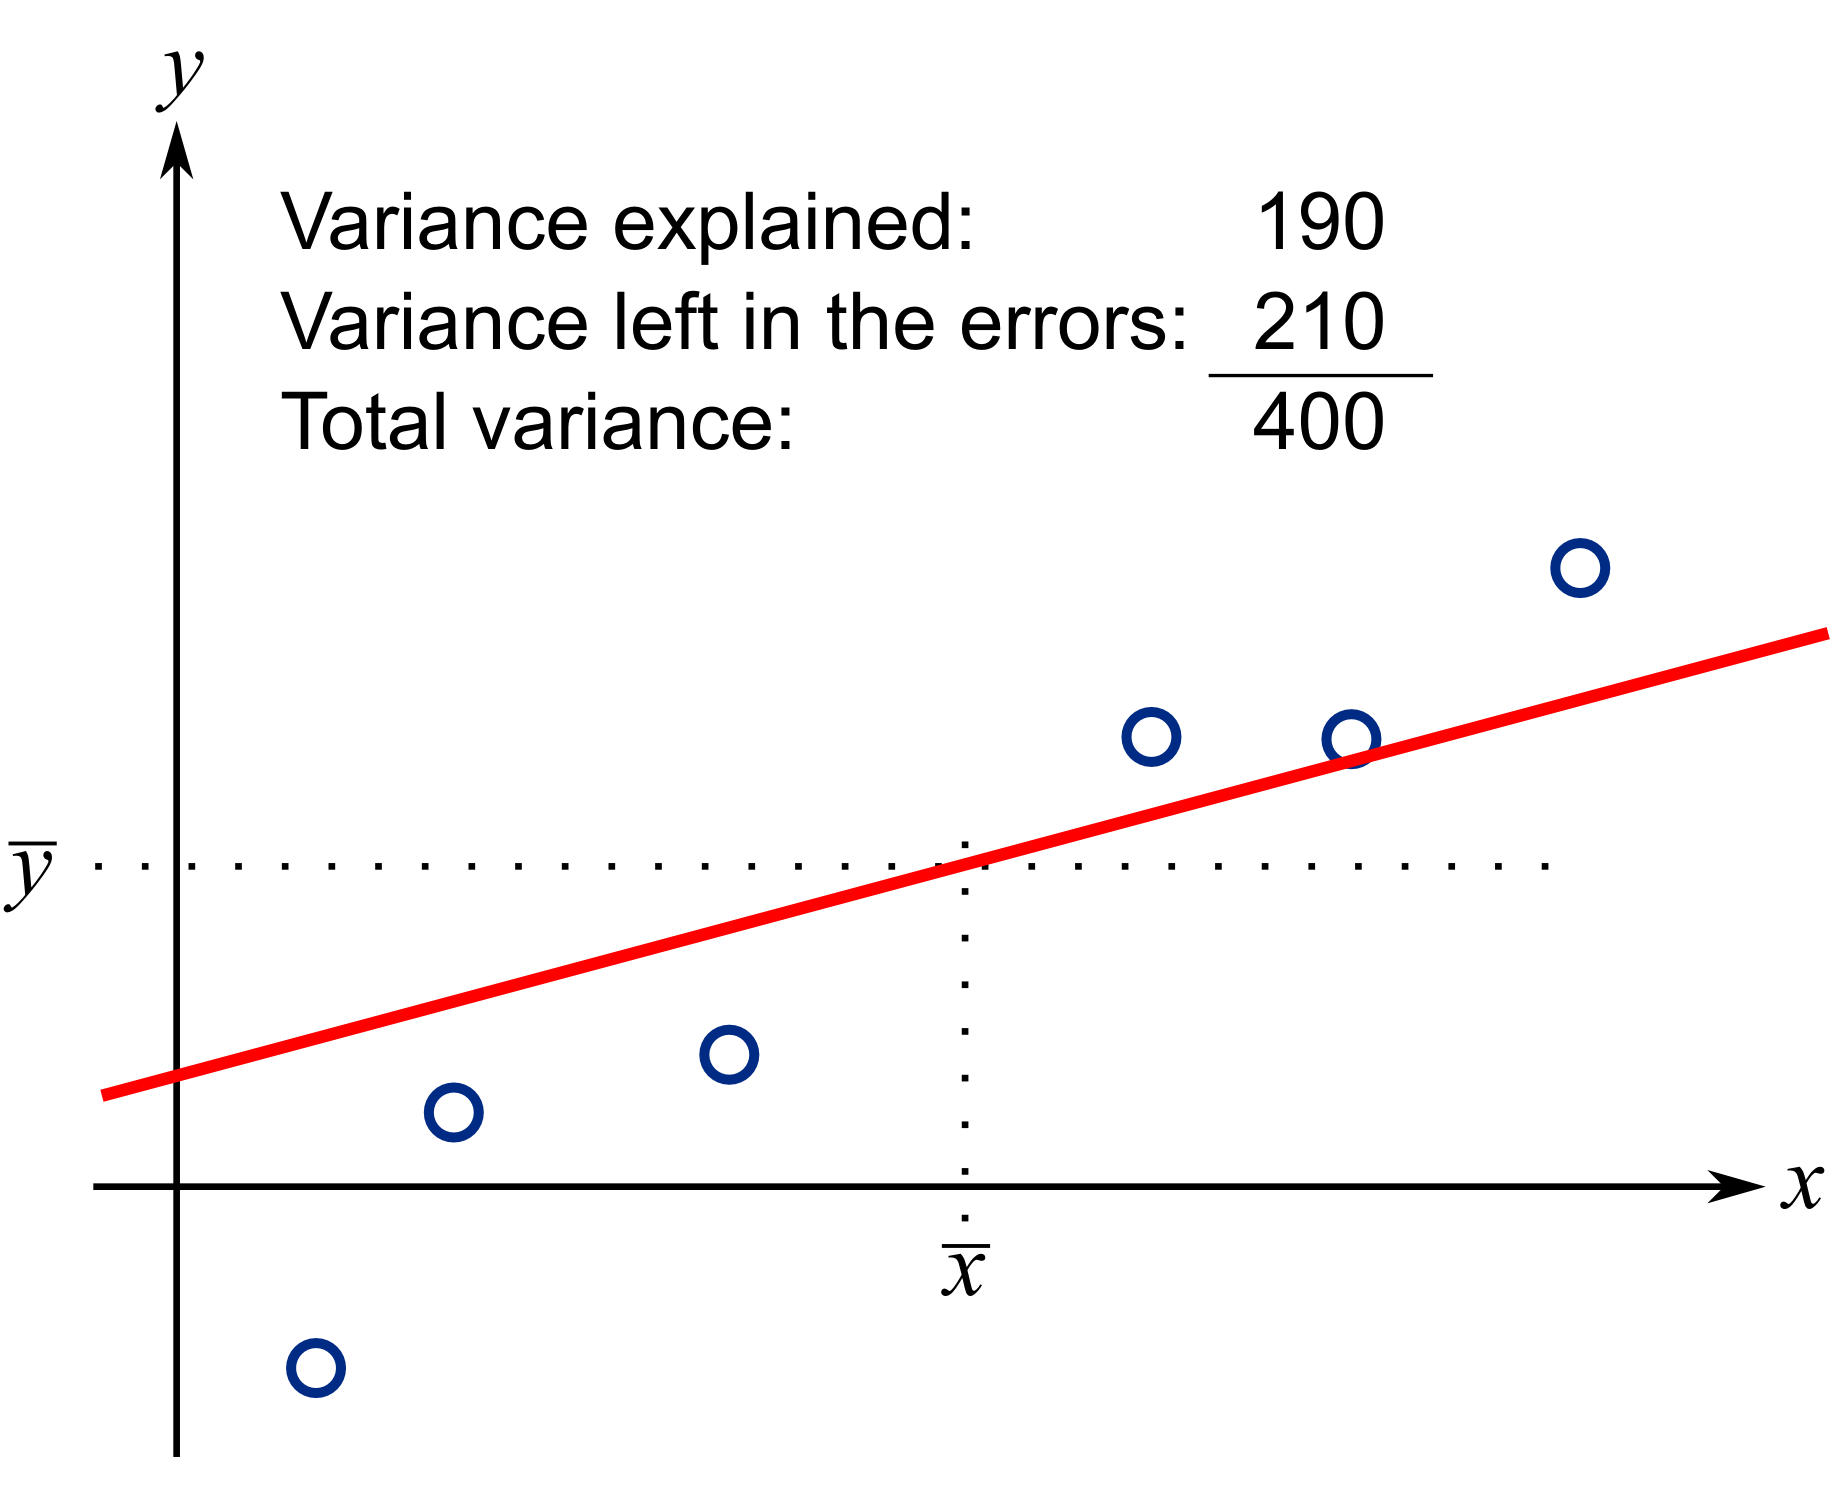 y
Variance explained: 190
Variance left in the errors: 210
Total variance: 400
y̅
x
x̅